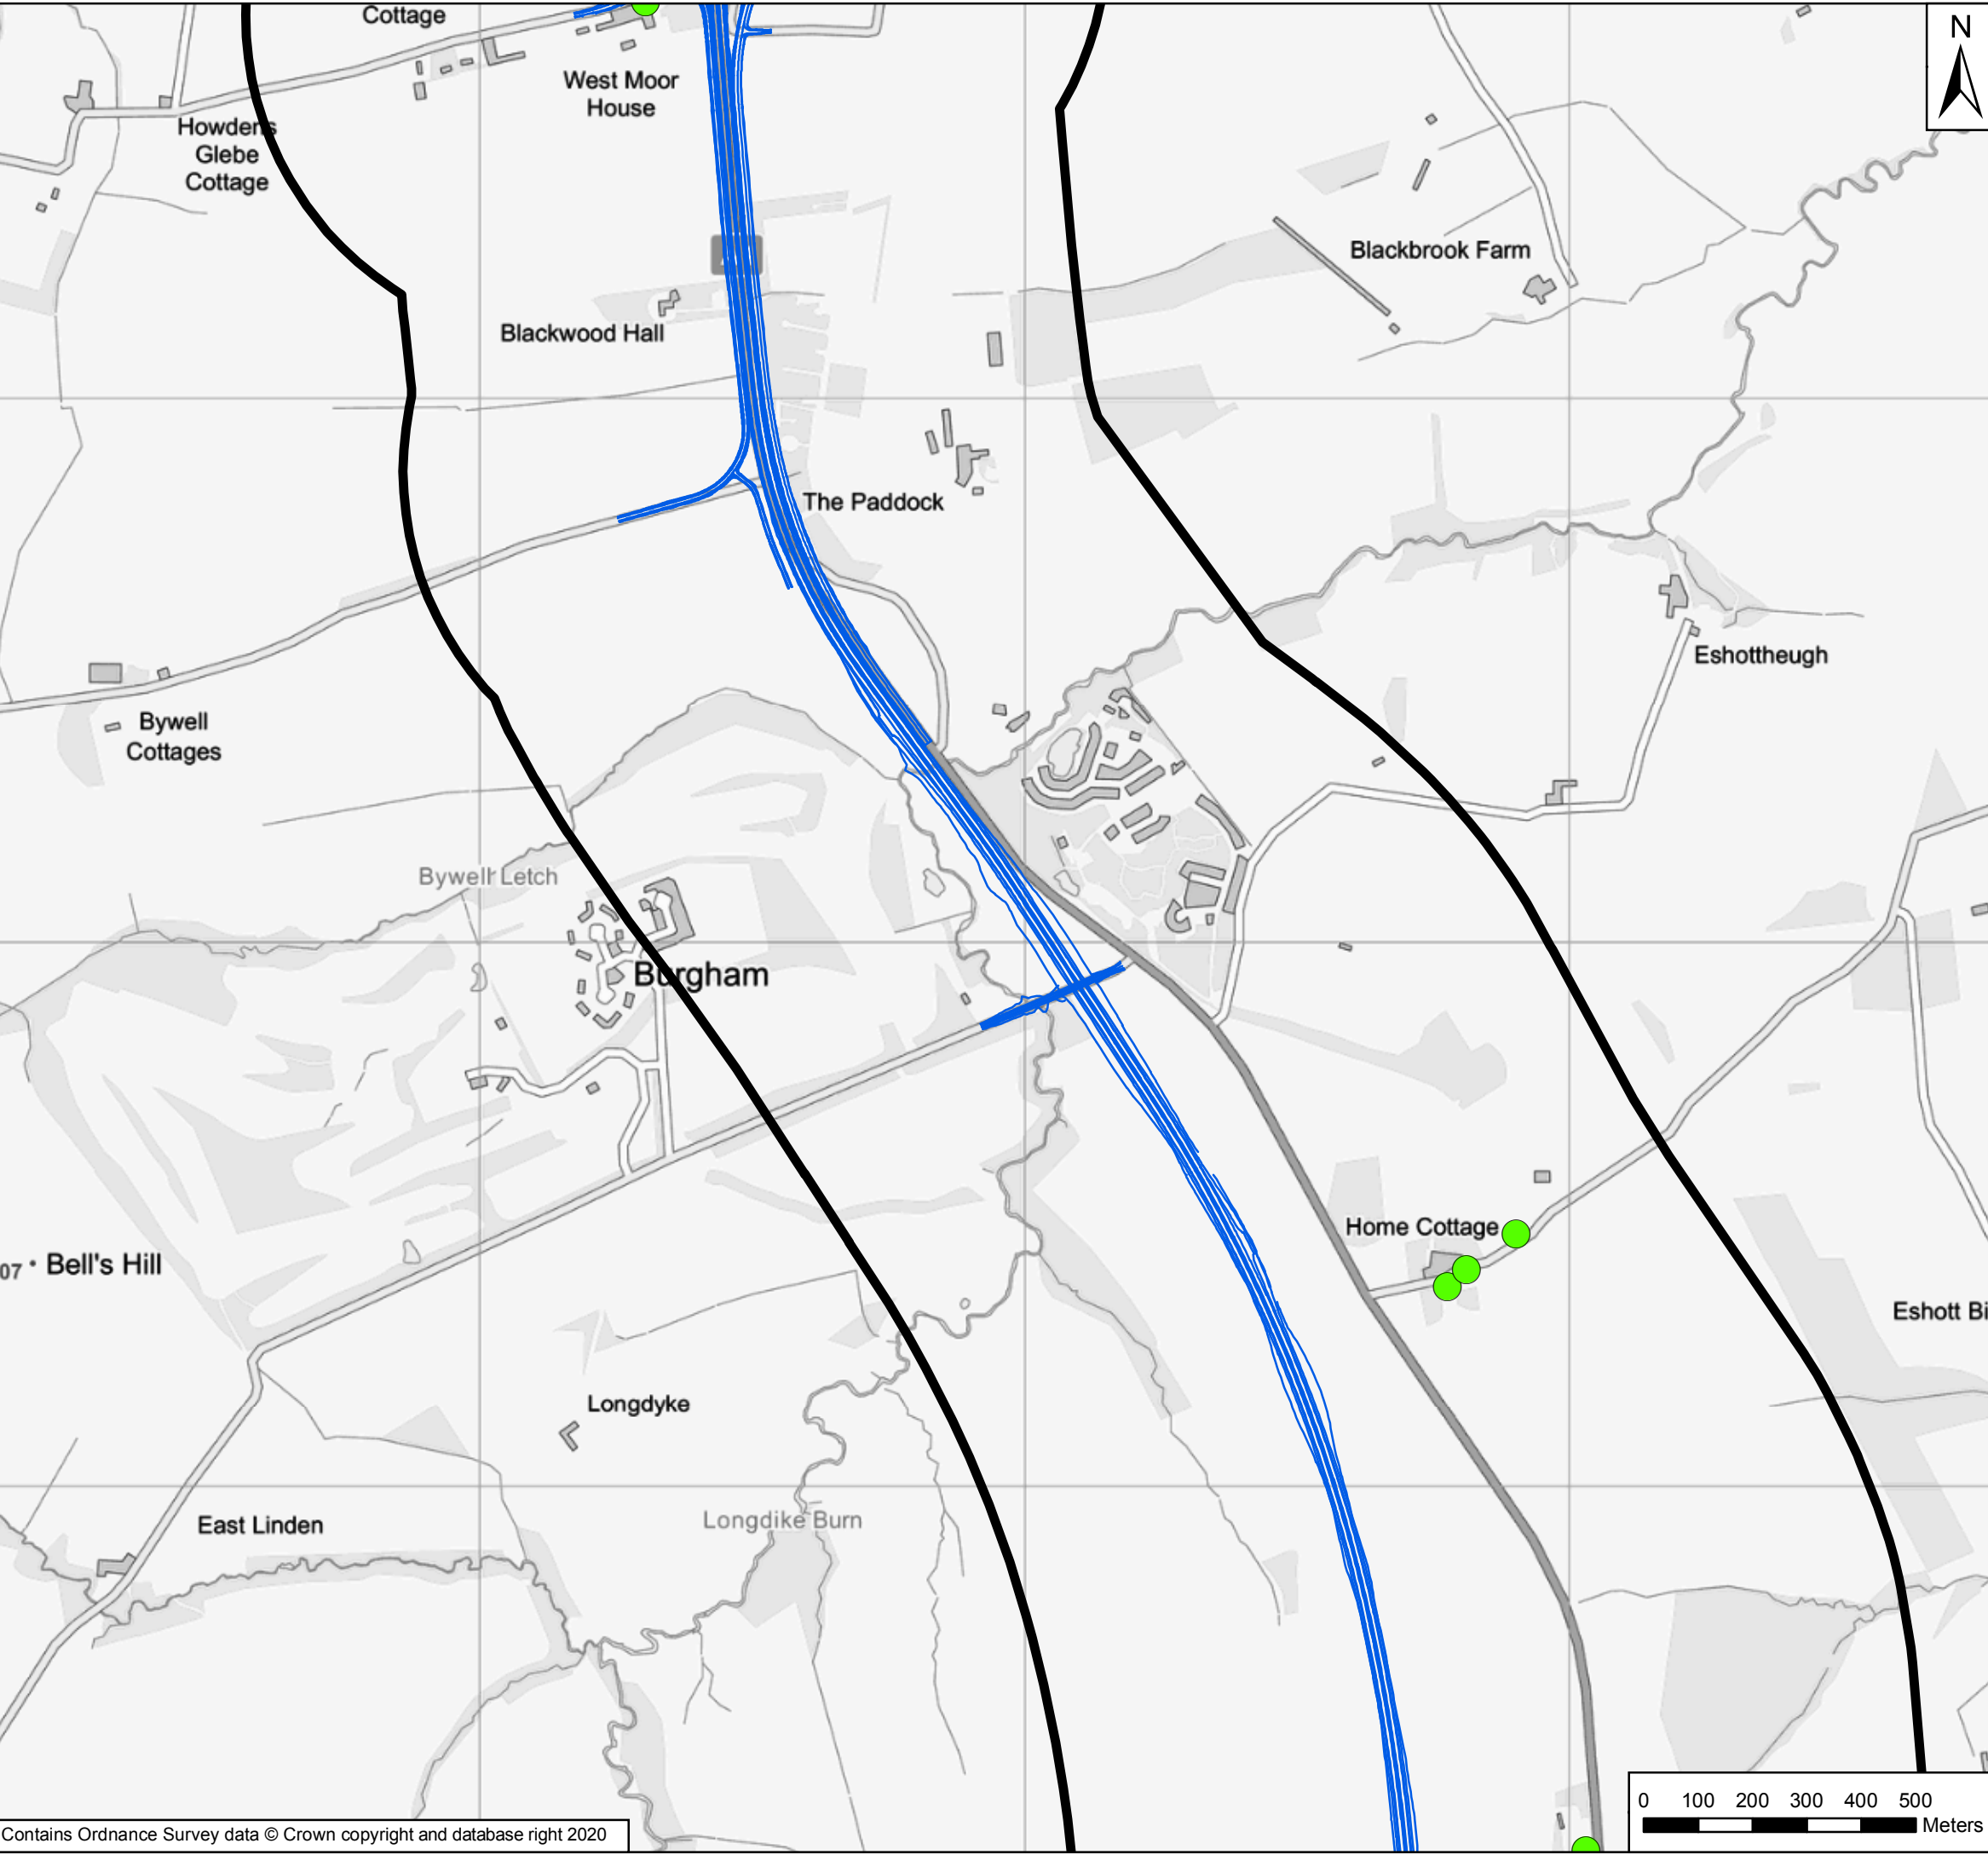 Cottage
N
West Moor
House
Howdens
Glebe
Cottage
Blackbrook Farm
Blackwood Hall
The Paddock
Eshottheugh
Bywell
Cottages
Bywell Letch
Burgham
Home Cottage
07 • Bell's Hill
Eshott Bi
Longdyke
Longdike Burn
East Linden
0 100 200 300 400 500
Meters
Contains Ordnance Survey data © Crown copyright and database right 2020